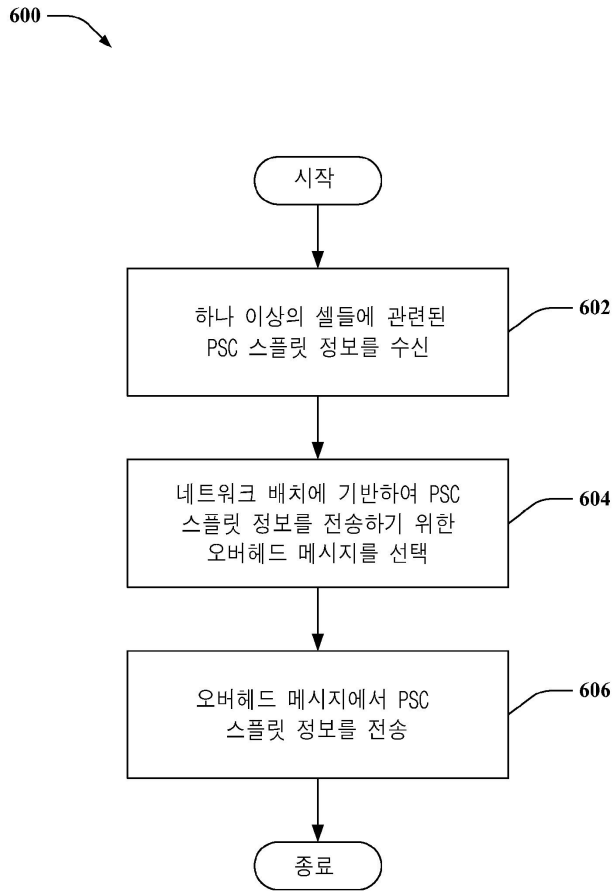 600
시작
하나 이상의 셀들에 관련된
PSC 스플릿 정보를 수신
602
네트워크 배치에 기반하여 PSC
스플릿 정보를 전송하기 위한
오버헤드 메시지를 선택
604
오버헤드 메시지에서 PSC
스플릿 정보를 전송
606
종료